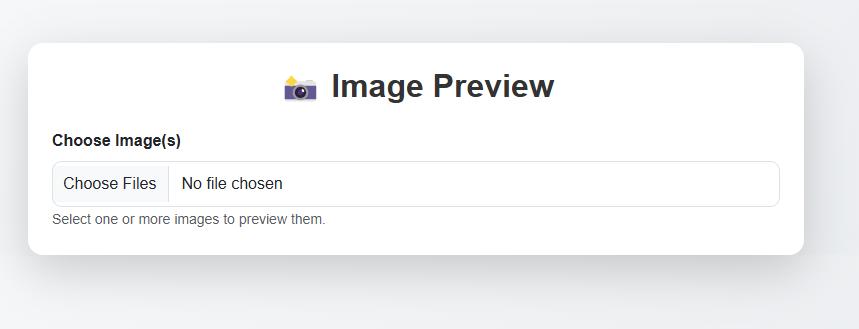 📸 Image Preview
Choose Image(s)
Choose Files No file chosen
Select one or more images to preview them.